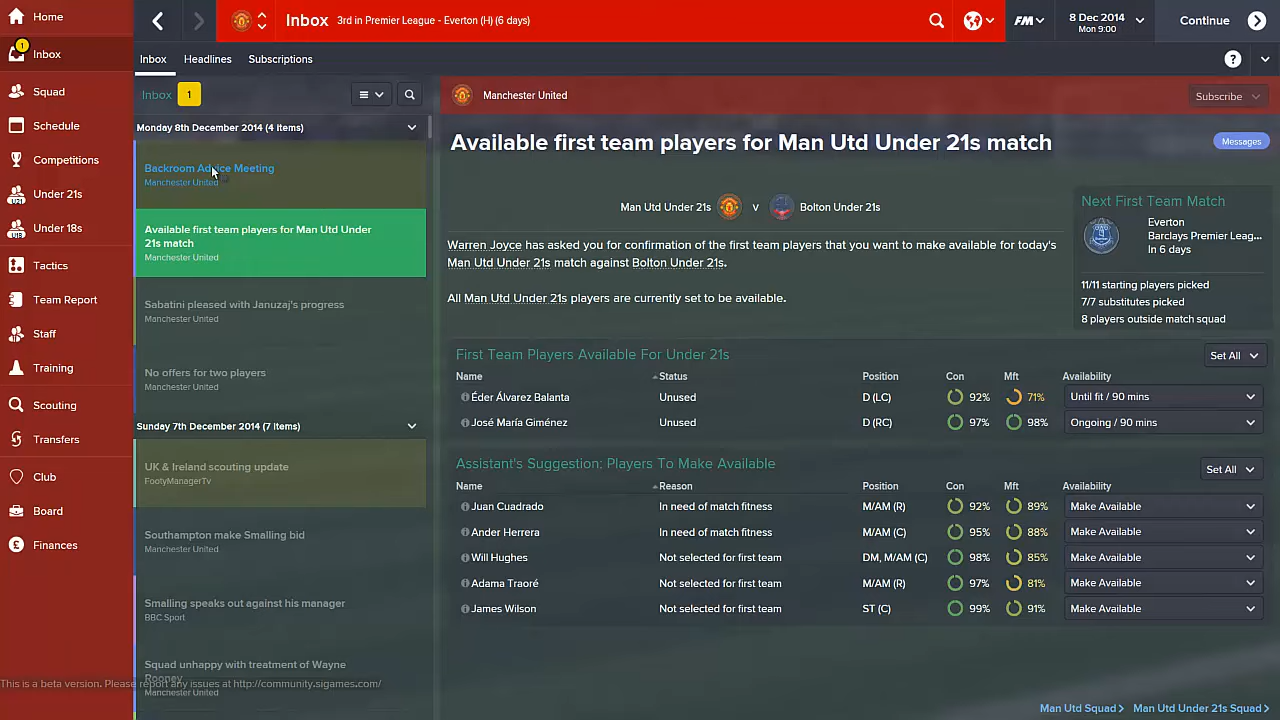 Home
Inbox
3rd in Premier League - Everton (H) (6 days)
FM
8 Dec 2014
Mon 9:00
Continue
1
Inbox
Squad
Schedule
Competitions
U21
Under 21s
U18
Under 18s
Tactics
Team Report
Staff
Training
Scouting
Transfers
Club
Board
Finances
Inbox
Headlines
Subscriptions
?
Inbox
1
Monday 8th December 2014 (4 Items)
Backroom Advice Meeting
Manchester United
Available first team players for Man Utd Under
21s match
Manchester United
Sabatini pleased with Januzaj's progress
Manchester United
No offers for two players
Manchester United
Sunday 7th December 2014 (7 Items)
UK & Ireland scouting update
FootyManagerTv
Southampton make Smalling bid
Manchester United
Smalling speaks out against his manager
BBC Sport
Squad unhappy with treatment of Wayne
Rooney
Manchester United
This is a beta version. Please report any issues at http://community.sigames.com/
Manchester United
Subscribe
Available first team players for Man Utd Under 21s match
Messages
Man Utd Under 21s v Bolton Under 21s
Warren Joyce has asked you for confirmation of the first team players that you want to make available for today's
Man Utd Under 21s match against Bolton Under 21s.
All Man Utd Under 21s players are currently set to be available.
Next First Team Match
Everton
Barclays Premier Leag...
In 6 days
11/11 starting players picked
7/7 substitutes picked
8 players outside match squad
First Team Players Available For Under 21s
Set All
Name Status Position Con Mft Availability
Éder Álvarez Balanta Unused D (LC) 92% 71% Until fit / 90 mins
José María Giménez Unused D (RC) 97% 98% Ongoing / 90 mins
Assistant's Suggestion: Players To Make Available
Set All
Name Reason Position Con Mft Availability
Juan Cuadrado In need of match fitness M/AM (R) 92% 89% Make Available
Ander Herrera In need of match fitness M/AM (C) 95% 88% Make Available
Will Hughes Not selected for first team DM, M/AM (C) 98% 85% Make Available
Adama Traoré Not selected for first team M/AM (R) 97% 81% Make Available
James Wilson Not selected for first team ST (C) 99% 91% Make Available
Man Utd Squad
Man Utd Under 21s Squad